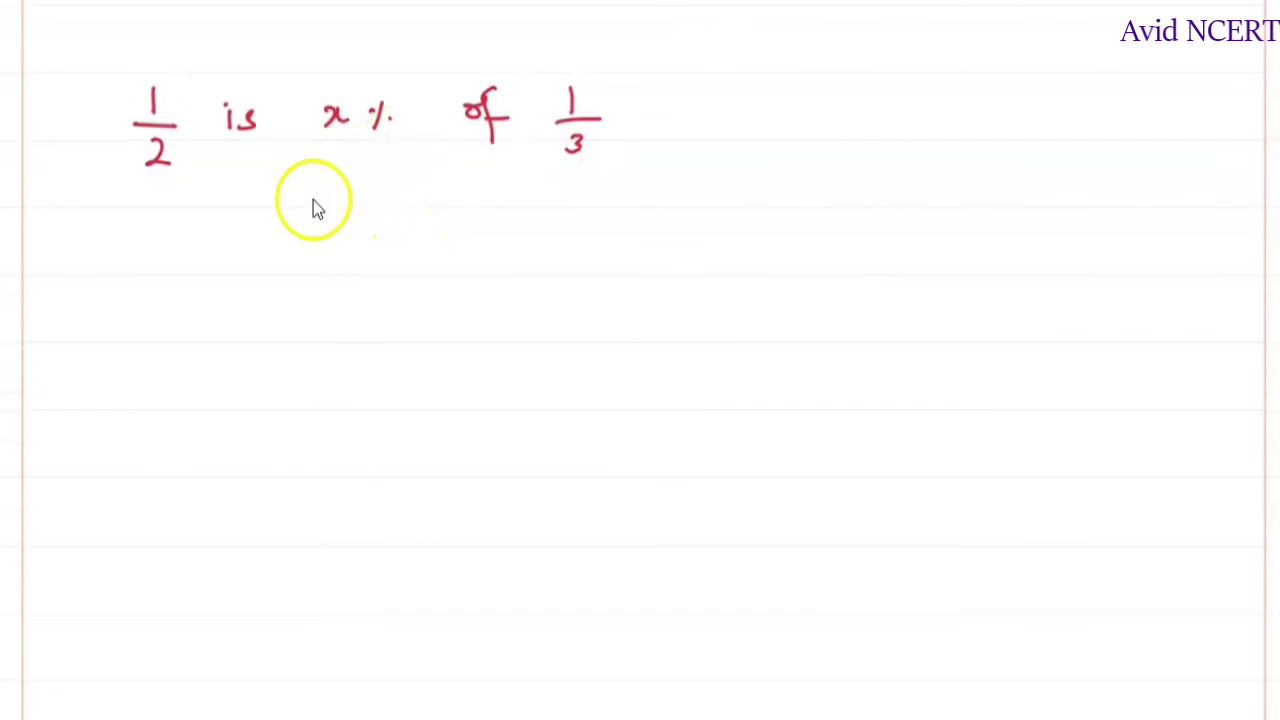 Avid NCERT
1/2 is x % of 1/3